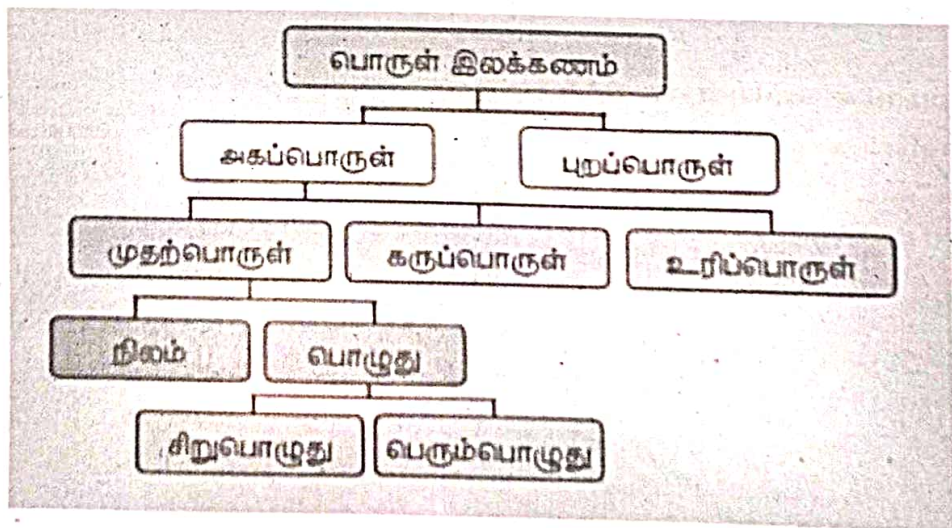 பொருள் இலக்கணம்
அகப்பொருள்
புறப்பொருள்
முதற்பொருள்
கருப்பொருள்
உரிப்பொருள்
நிலம்
பொழுது
சிறுபொழுது
பெரும்பொழுது